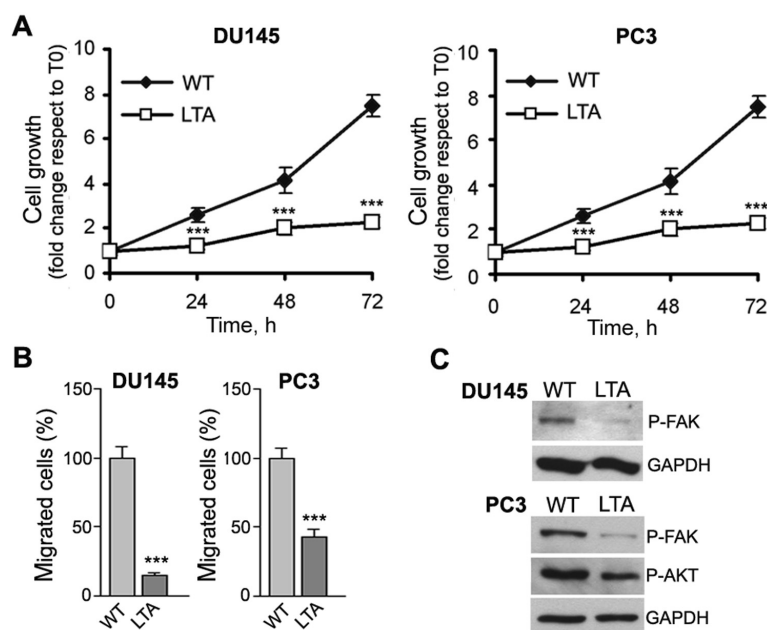 A
DU145
Cell growth
(fold change respect to T0)
10
8
6
4
2
0
WT
LTA
***
***
***
0 24 48 72
Time, h
PC3
Cell growth
(fold change respect to T0)
10
8
6
4
2
0
WT
LTA
***
***
***
0 24 48 72
Time, h
B
DU145
Migrated cells (%)
150
100
50
0
***
WT LTA
PC3
Migrated cells (%)
150
100
50
0
***
WT LTA
C
DU145 WT LTA
P-FAK
GAPDH
PC3 WT LTA
P-FAK
P-AKT
GAPDH